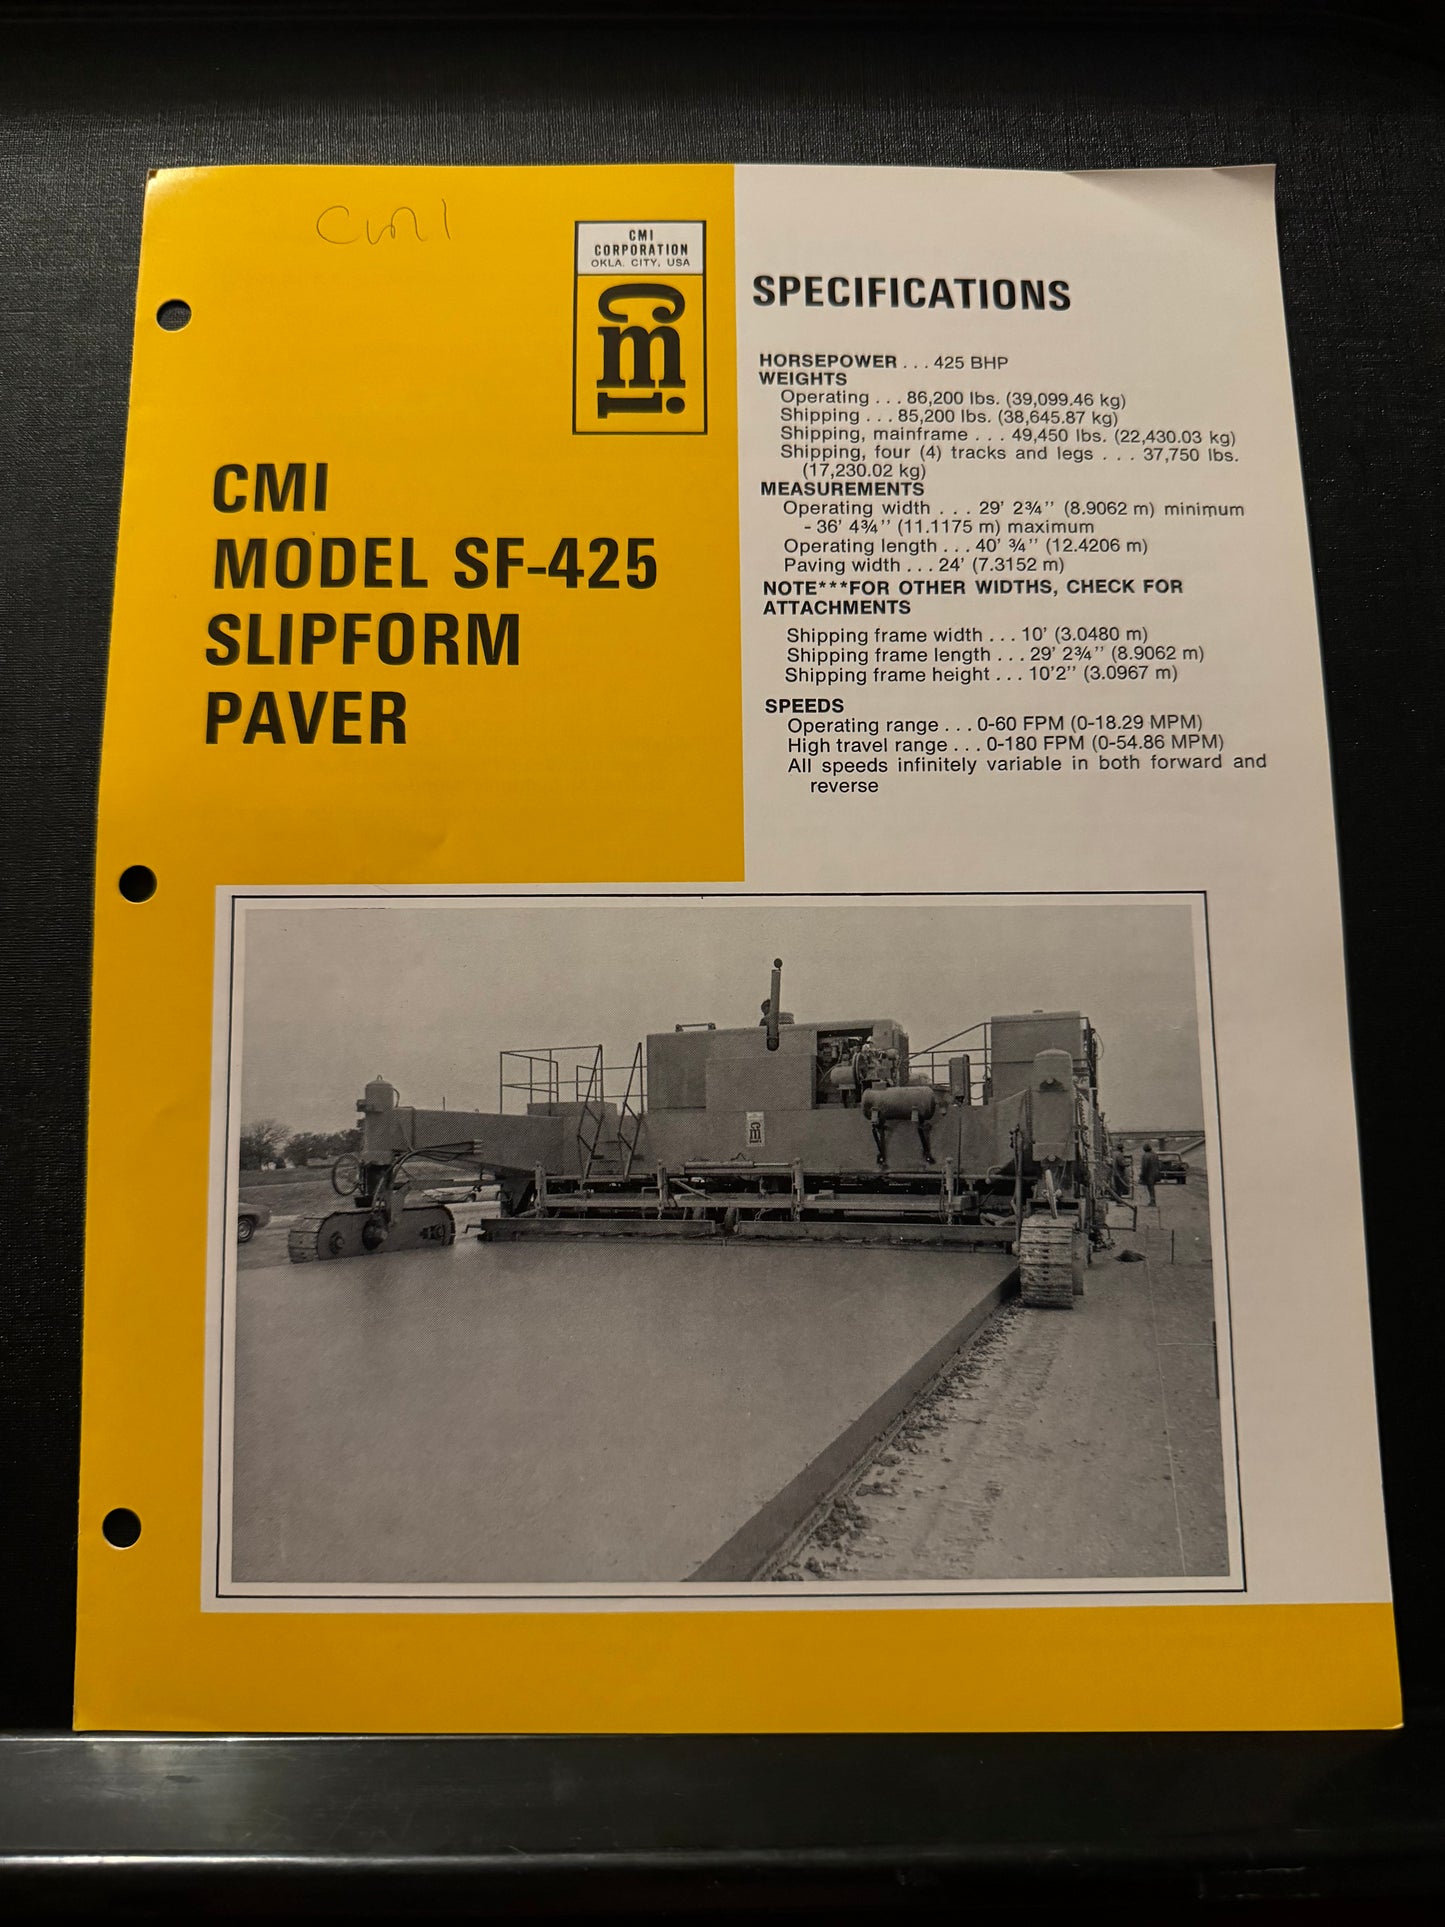 Cmi
CMI
CORPORATION
OKLA. CITY, USA
cmi
CMI
MODEL SF-425
SLIPFORM
PAVER
SPECIFICATIONS
HORSEPOWER . . . 425 BHP
WEIGHTS
Operating . . . 86,200 lbs. (39,099.46 kg)
Shipping . . . 85,200 lbs. (38,645.87 kg)
Shipping, mainframe . . . 49,450 lbs. (22,430.03 kg)
Shipping, four (4) tracks and legs . . . 37,750 lbs.
(17,230.02 kg)
MEASUREMENTS
Operating width . . . 29' 2¾'' (8.9062 m) minimum
- 36' 4¾'' (11.1175 m) maximum
Operating length . . . 40' ¾'' (12.4206 m)
Paving width . . . 24' (7.3152 m)
NOTE***FOR OTHER WIDTHS, CHECK FOR
ATTACHMENTS
Shipping frame width . . . 10' (3.0480 m)
Shipping frame length . . . 29' 2¾'' (8.9062 m)
Shipping frame height . . . 10'2'' (3.0967 m)
SPEEDS
Operating range . . . 0-60 FPM (0-18.29 MPM)
High travel range . . . 0-180 FPM (0-54.86 MPM)
All speeds infinitely variable in both forward and
reverse
cmi